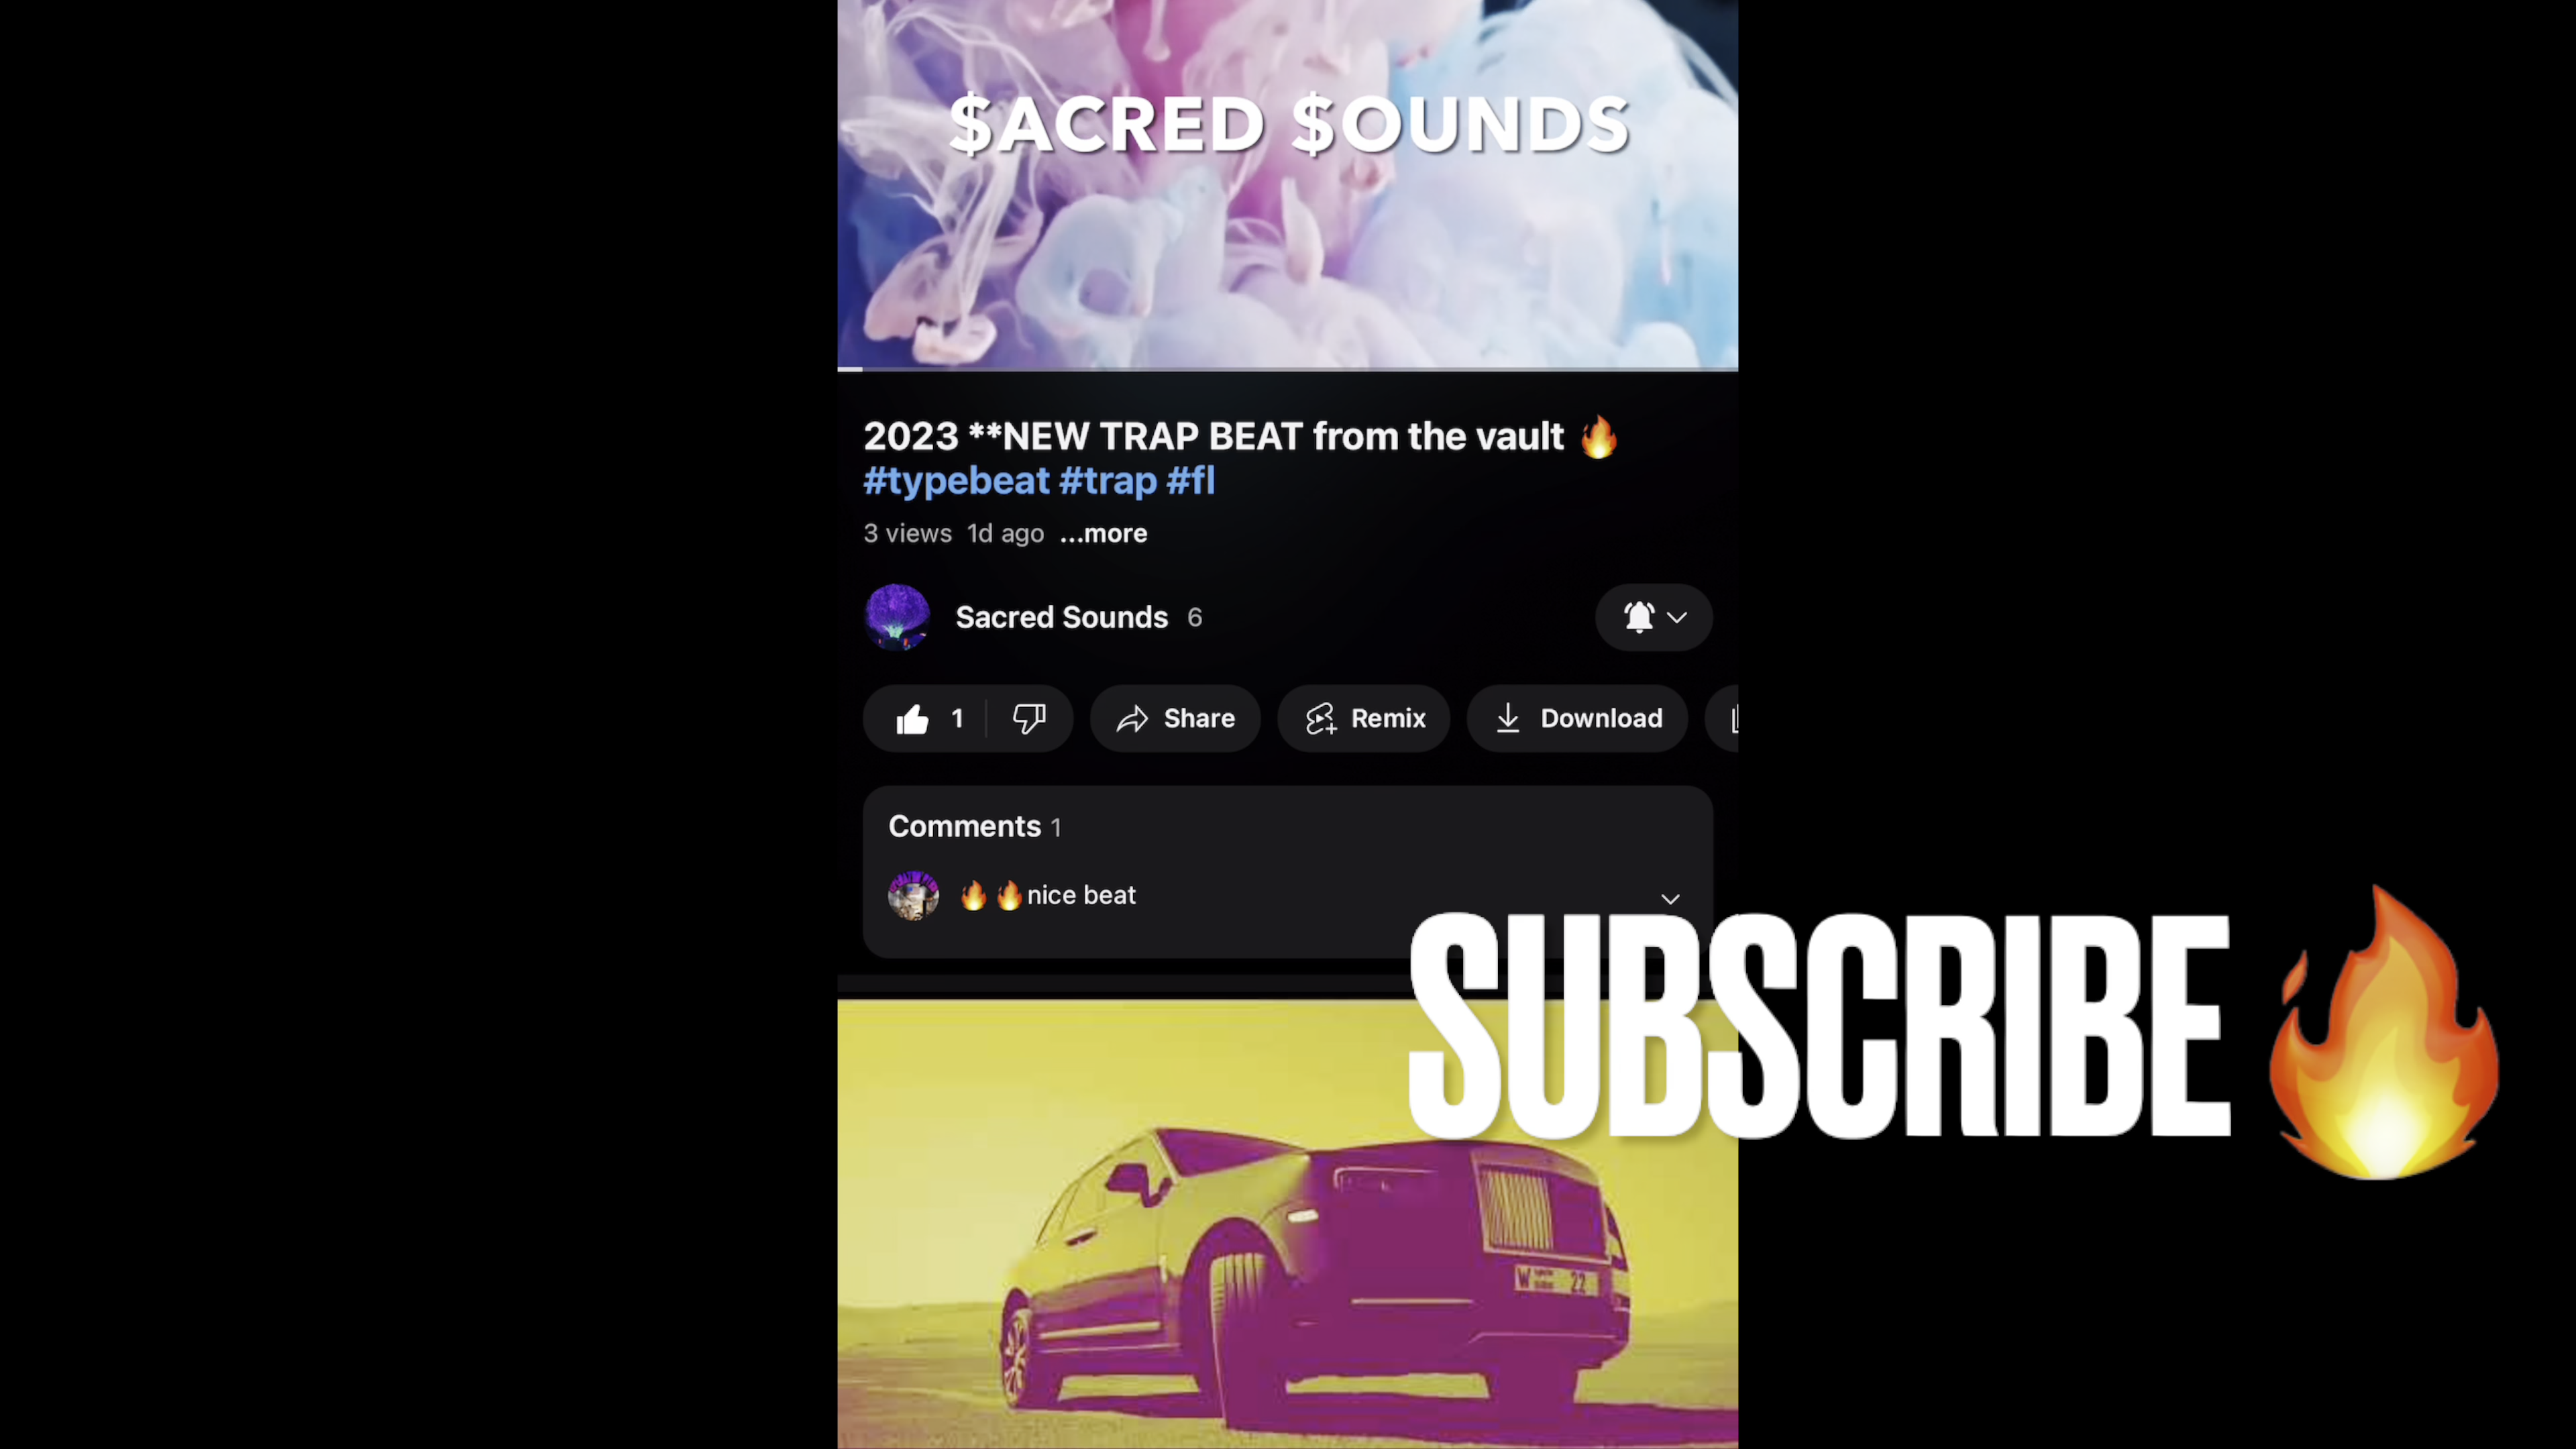 $ACRED $OUNDS
2023 **NEW TRAP BEAT from the vault 🔥
#typebeat #trap #fl
3 views 1d ago ...more
Sacred Sounds 6
1 Share Remix Download
Comments 1
🔥🔥nice beat
SUBSCRIBE🔥
W 22